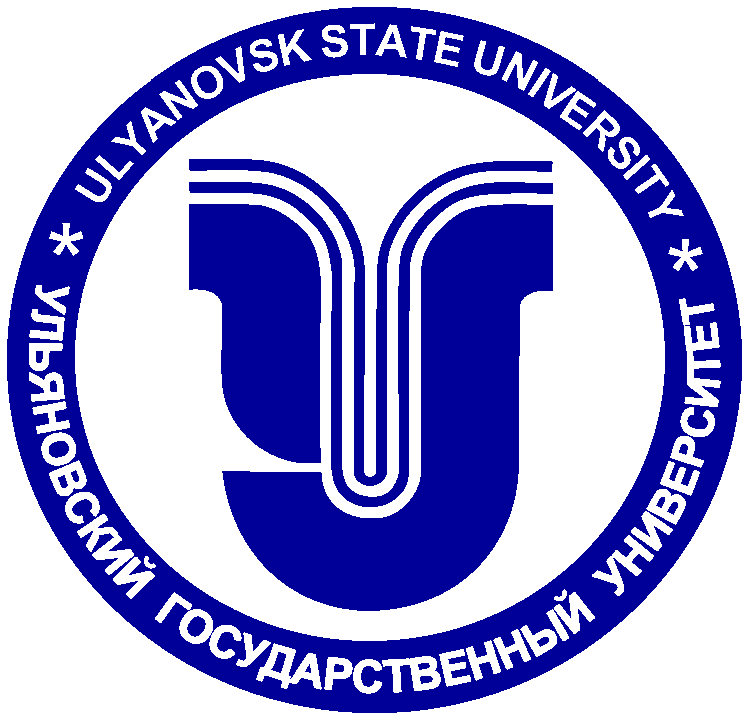 * ULYANOVSK STATE UNIVERSITY *
УЛЬЯНОВСКИЙ ГОСУДАРСТВЕННЫЙ УНИВЕРСИТЕТ